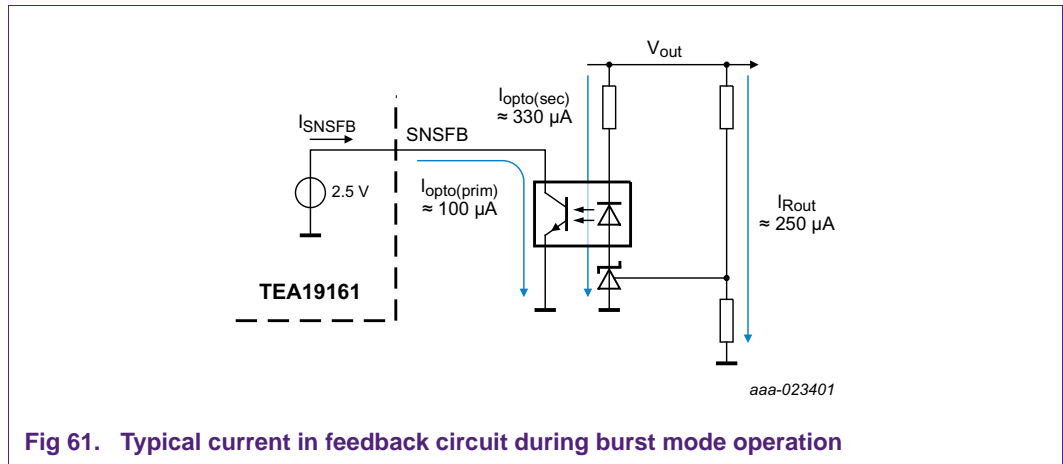 Vout
Iopto(sec)
≈ 330 µA
ISNSFB
SNSFB
2.5 V
Iopto(prim)
≈ 100 µA
IRout
≈ 250 µA
TEA19161
aaa-023401
Fig 61. Typical current in feedback circuit during burst mode operation